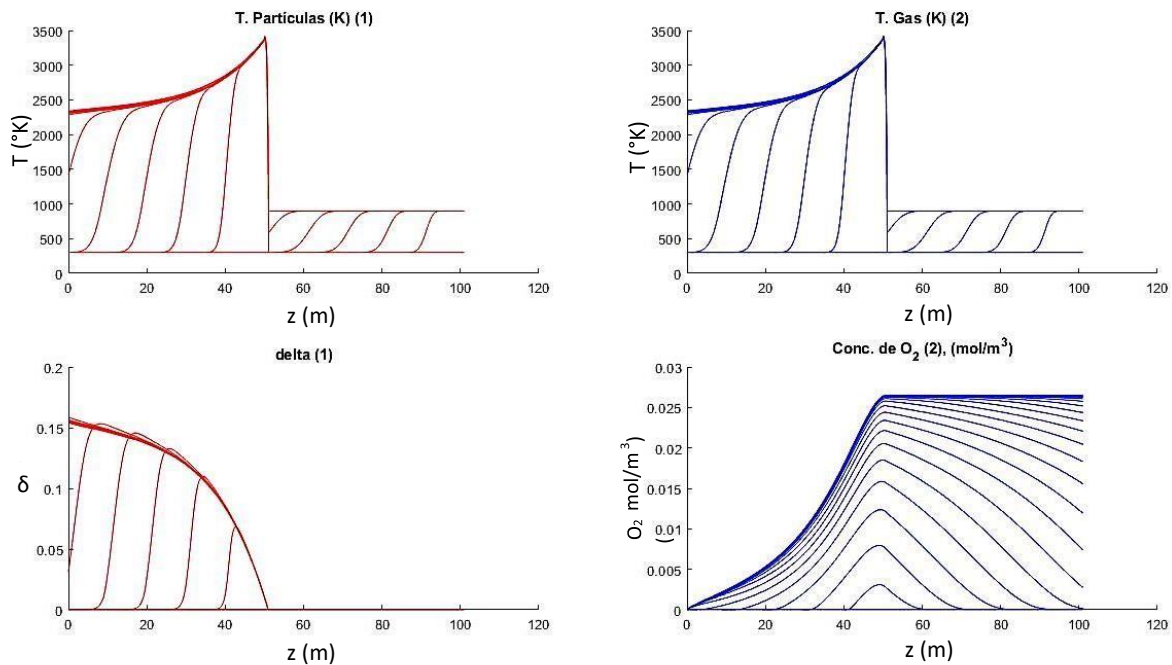 T. Partículas (K) (1)
T (°K)
3500
3000
2500
2000
1500
1000
500
0
0 20 40 60 80 100 120
z (m)
T. Gas (K) (2)
T (°K)
3500
3000
2500
2000
1500
1000
500
0
0 20 40 60 80 100 120
z (m)
delta (1)
δ
0.2
0.15
0.1
0.05
0
0 20 40 60 80 100 120
z (m)
Conc. de O₂ (2), (mol/m³)
O₂ mol/m³)
(
0.03
0.025
0.02
0.015
0.01
0.005
0
0 20 40 60 80 100 120
z (m)